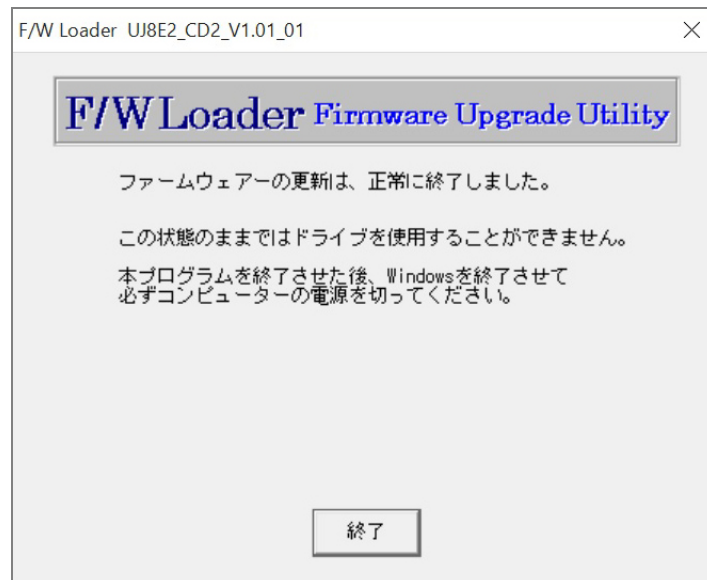 F/W Loader UJ8E2_CD2_V1.01_01
F/W Loader Firmware Upgrade Utility
ファームウェアーの更新は、正常に終了しました。
この状態のままではドライブを使用することができません。
本プログラムを終了させた後、Windowsを終了させて
必ずコンピューターの電源を切ってください。
終了